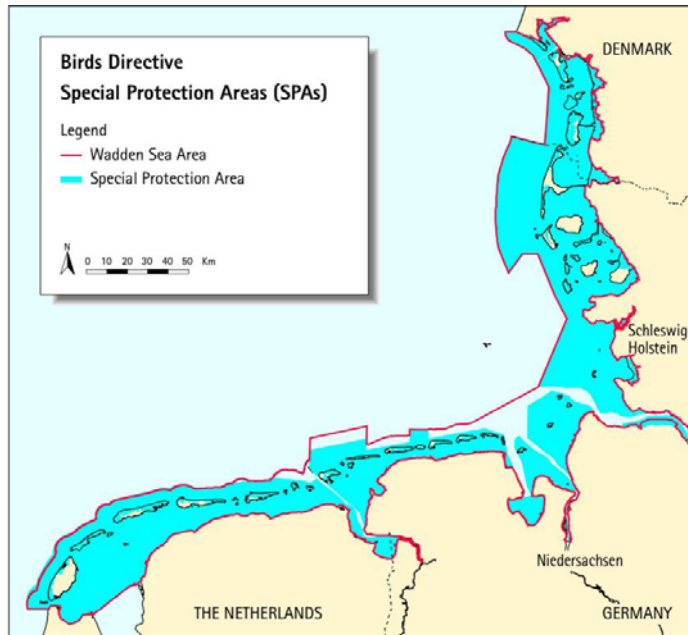 Birds Directive
Special Protection Areas (SPAs)
Legend
Wadden Sea Area
Special Protection Area
N
0 10 20 30 40 50 Km
DENMARK
Schleswig
Holstein
Niedersachsen
THE NETHERLANDS
GERMANY